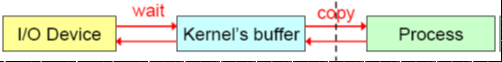 wait
copy
I/O Device
Kernel's buffer
Process